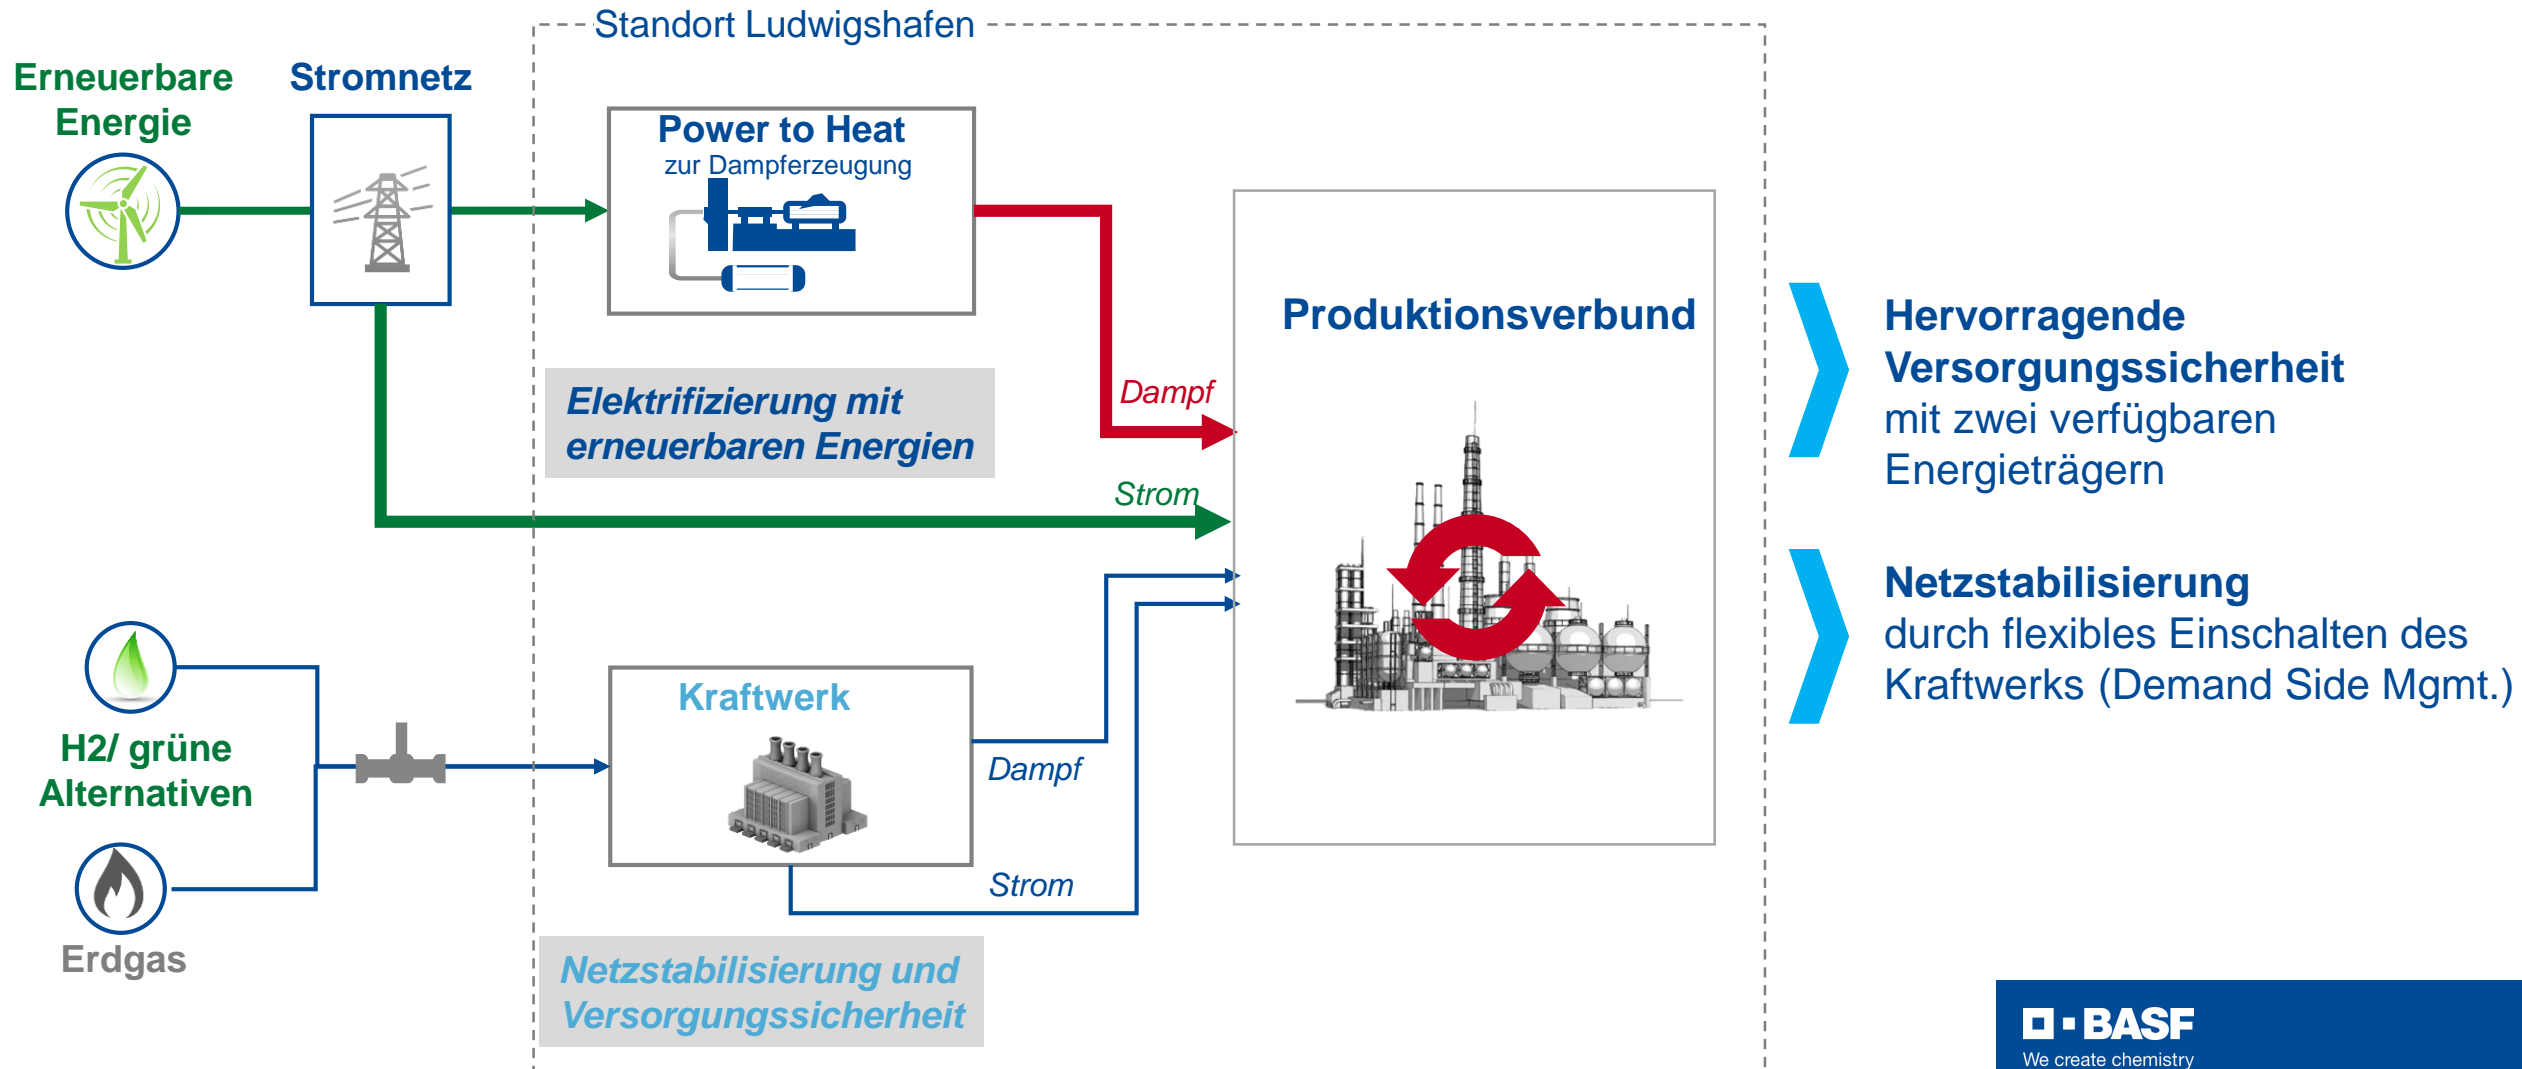 Standort Ludwigshafen
Erneuerbare
Energie
Stromnetz
Power to Heat
zur Dampferzeugung
Elektrifizierung mit
erneuerbaren Energien
Dampf
Strom
Produktionsverbund
H2/ grüne
Alternativen
Erdgas
Kraftwerk
Dampf
Strom
Netzstabilisierung und
Versorgungssicherheit
Hervorragende
Versorgungssicherheit
mit zwei verfügbaren
Energieträgern
Netzstabilisierung
durch flexibles Einschalten des
Kraftwerks (Demand Side Mgmt.)
BASF
We create chemistry